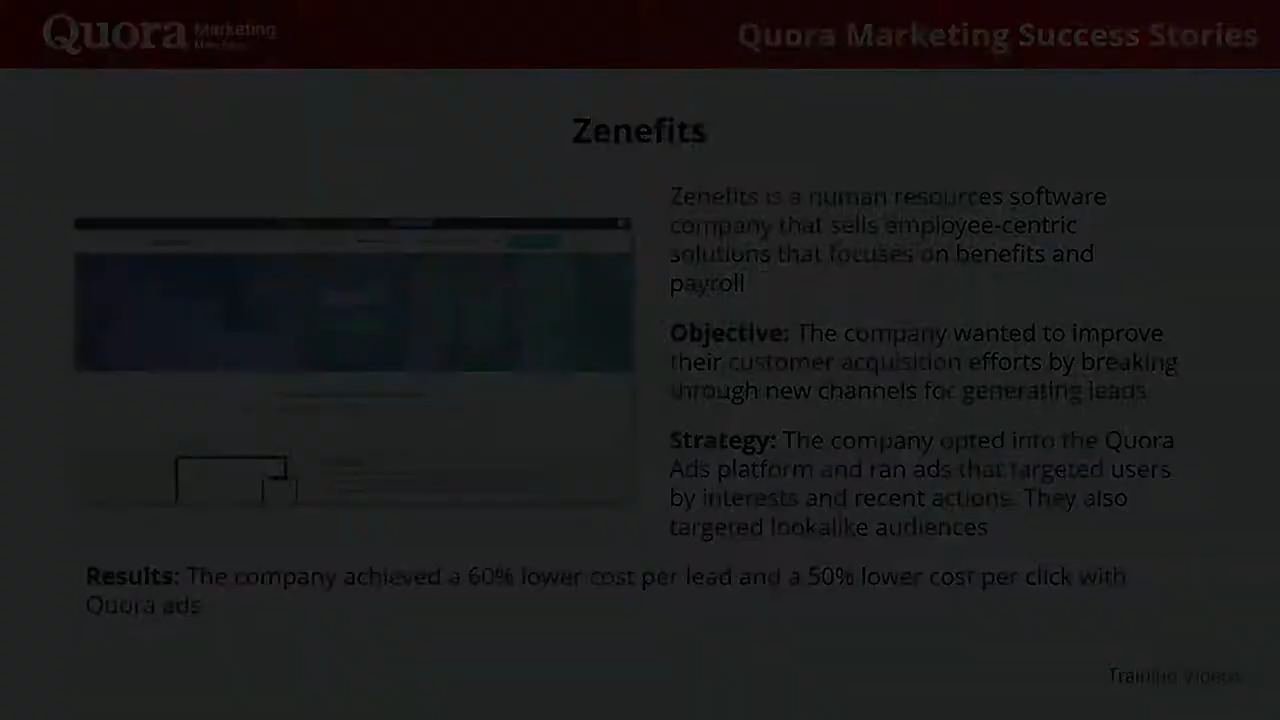 Quora Marketing
Quora Marketing Success Stories
Zenefits
Zenefits is a human resources software
company that sells employee-centric
solutions that focuses on benefits and
payroll
Objective: The company wanted to improve
their customer acquisition efforts by breaking
through new channels for generating leads
Strategy: The company opted into the Quora
Ads platform and ran ads that targeted users
by interests and recent actions. They also
targeted lookalike audiences
Results: The company achieved a 60% lower cost per lead and a 50% lower cost per click with
Quora ads
Training Videos